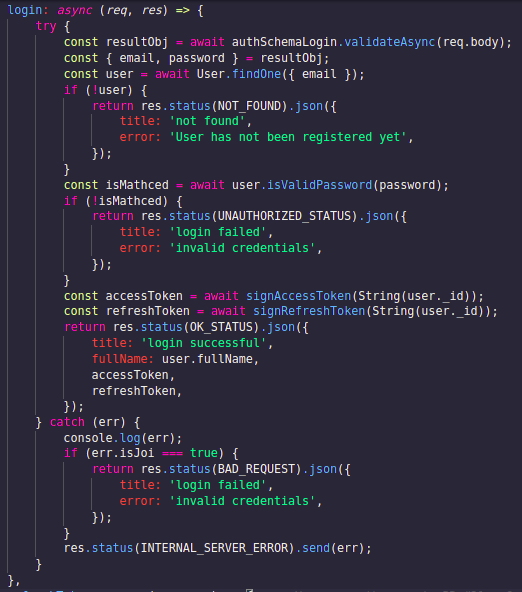 login: async (req, res) => {
try {
const resultObj = await authSchemaLogin.validateAsync(req.body);
const { email, password } = resultObj;
const user = await User.findOne({ email });
if (!user) {
return res.status(NOT_FOUND).json({
title: 'not found',
error: 'User has not been registered yet',
});
}
const isMathced = await user.isValidPassword(password);
if (!isMathced) {
return res.status(UNAUTHORIZED_STATUS).json({
title: 'login failed',
error: 'invalid credentials',
});
}
const accessToken = await signAccessToken(String(user._id));
const refreshToken = await signRefreshToken(String(user._id));
return res.status(OK_STATUS).json({
title: 'login successful',
fullName: user.fullName,
accessToken,
refreshToken,
});
} catch (err) {
console.log(err);
if (err.isJoi === true) {
return res.status(BAD_REQUEST).json({
title: 'login failed',
error: 'invalid credentials',
});
}
res.status(INTERNAL_SERVER_ERROR).send(err);
}
},